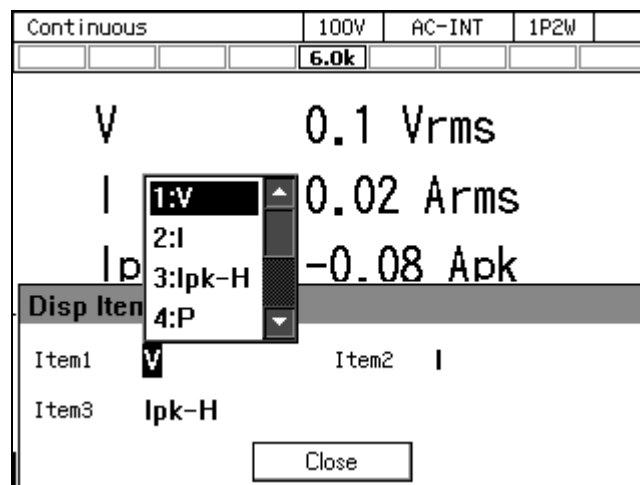 Continuous 100V AC-INT 1P2W
6.0k
V 0.1 Vrms
I 0.02 Arms
Ip -0.08 Apk
1:V
2:I
3:Ipk-H
4:P
Disp Iten
Item1 V Item2 I
Item3 Ipk-H
Close